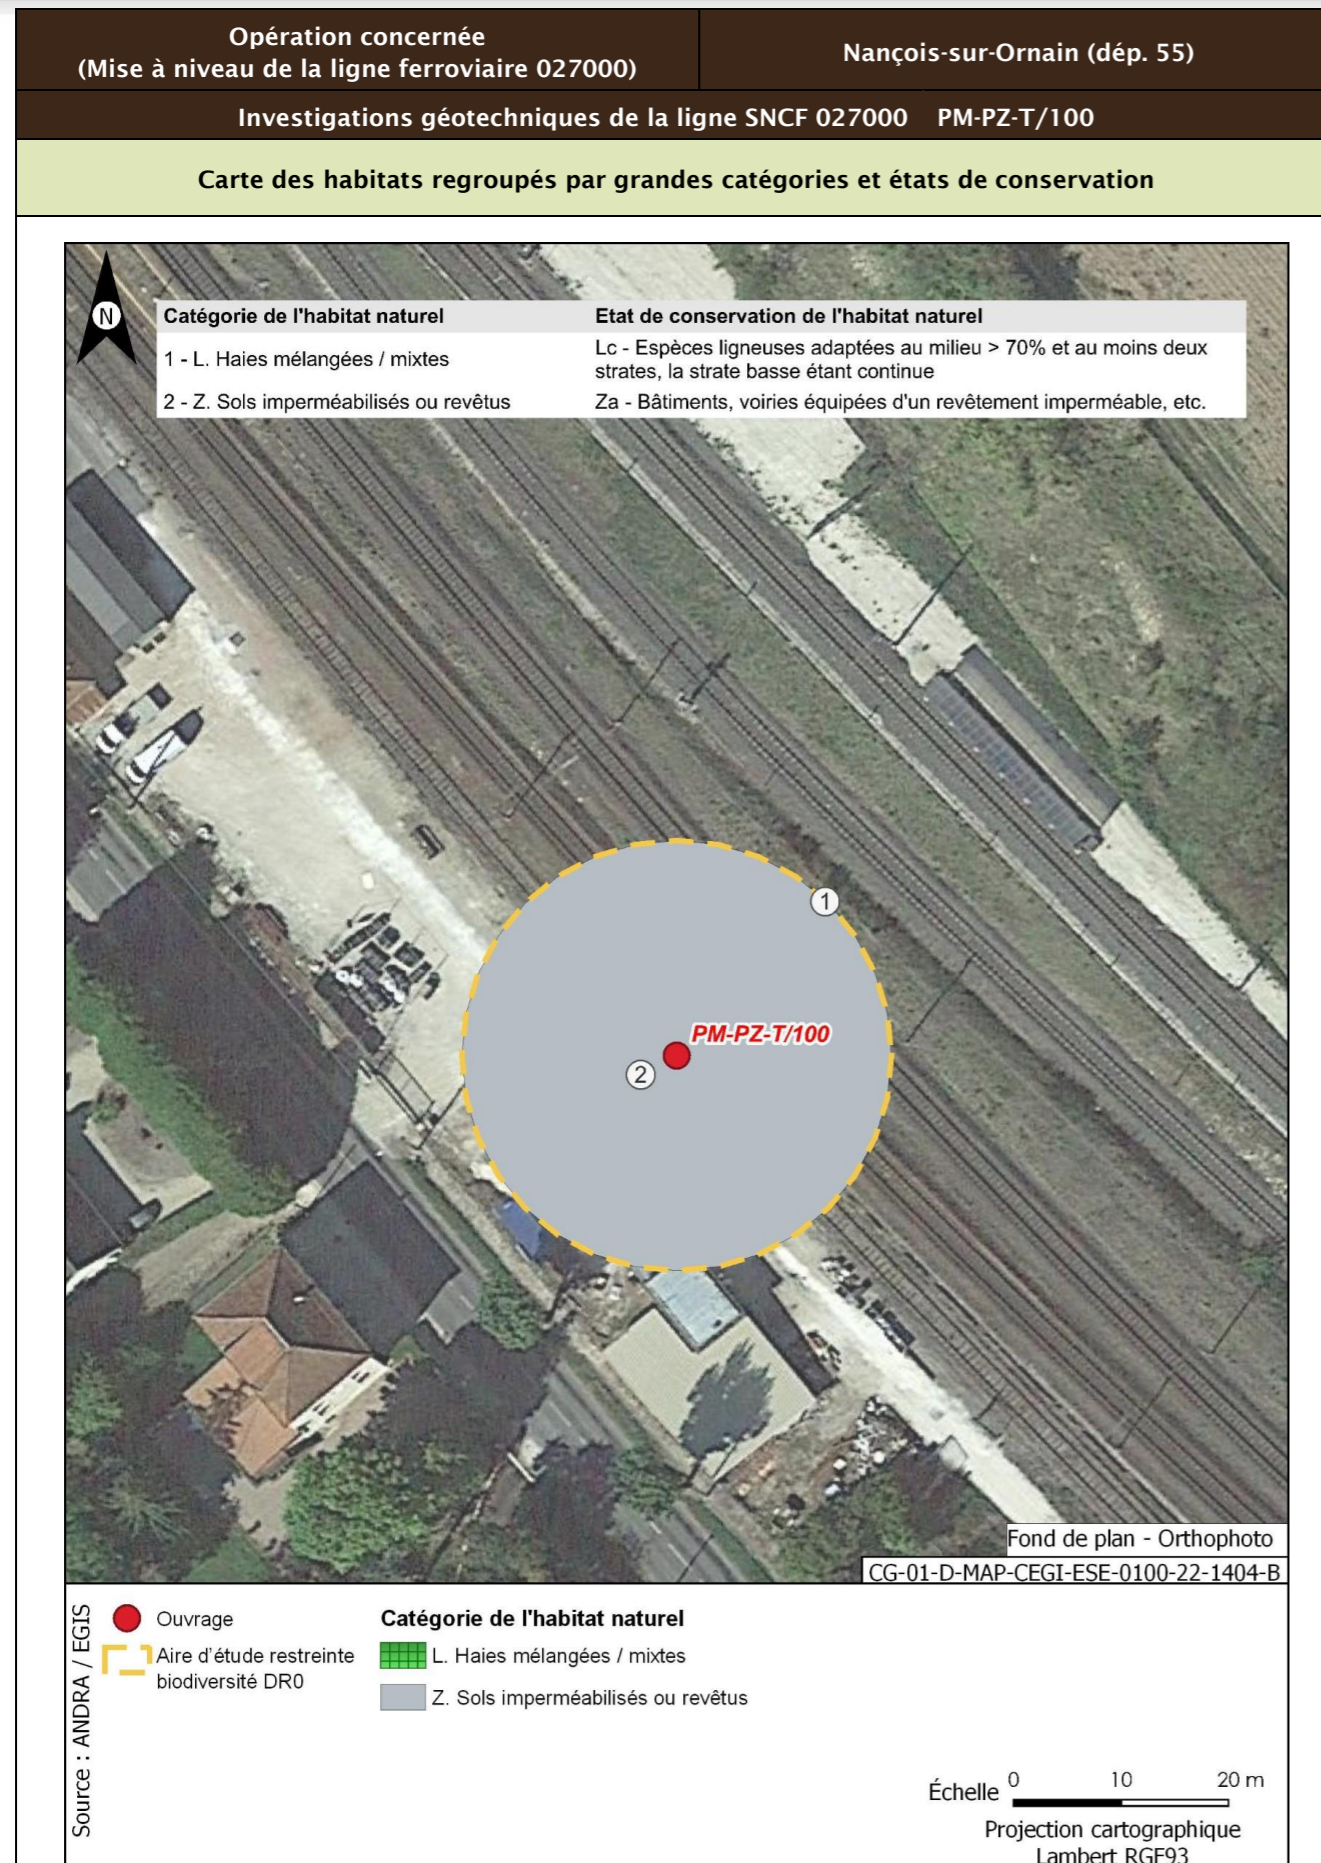 Opération concernée
(Mise à niveau de la ligne ferroviaire 027000)
Nançois-sur-Ornain (dép. 55)
Investigations géotechniques de la ligne SNCF 027000 PM-PZ-T/100
Carte des habitats regroupés par grandes catégories et états de conservation
N
Catégorie de l'habitat naturel
Etat de conservation de l'habitat naturel
1 - L. Haies mélangées / mixtes
Lc - Espèces ligneuses adaptées au milieu > 70% et au moins deux
strates, la strate basse étant continue
2 - Z. Sols imperméabilisés ou revêtus
Za - Bâtiments, voiries équipées d'un revêtement imperméable, etc.
1
PM-PZ-T/100
2
Fond de plan - Orthophoto
CG-01-D-MAP-CEGI-ESE-0100-22-1404-B
Source : ANDRA / EGIS
Ouvrage
Aire d'étude restreinte
biodiversité DR0
Catégorie de l'habitat naturel
L. Haies mélangées / mixtes
Z. Sols imperméabilisés ou revêtus
Échelle 0 10 20 m
Projection cartographique
Lambert RGF93